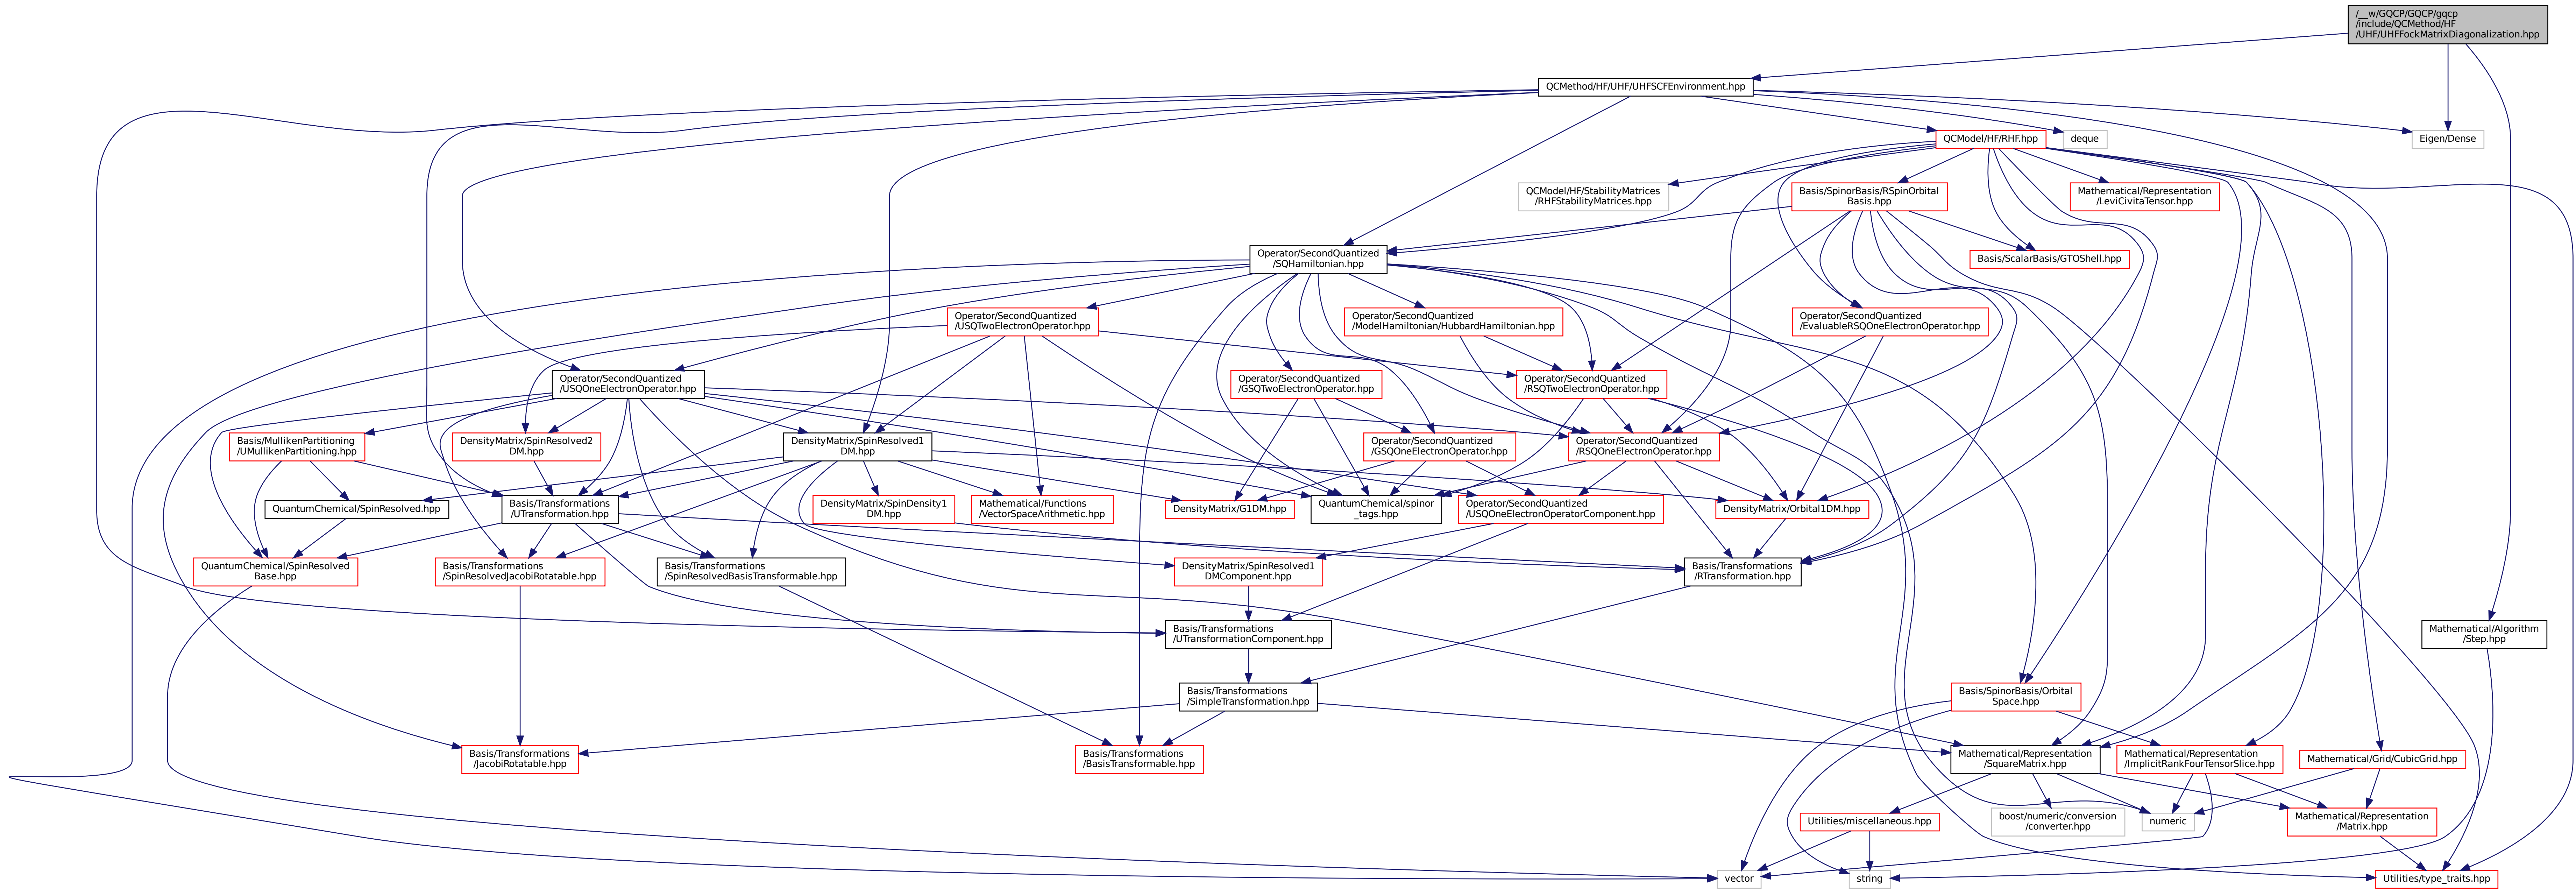 /__w/GQCP/GQCP/gqcp
/include/QCMethod/HF
/UHF/UHFFockMatrixDiagonalization.hpp
QCMethod/HF/UHF/UHFSCFEnvironment.hpp
QCModel/HF/RHF.hpp
deque
Eigen/Dense
QCModel/HF/StabilityMatrices
/RHFStabilityMatrices.hpp
Basis/SpinorBasis/RSpinOrbital
Basis.hpp
Mathematical/Representation
/LeviCivitaTensor.hpp
Operator/SecondQuantized
/SQHamiltonian.hpp
Basis/ScalarBasis/GTOShell.hpp
Operator/SecondQuantized
/USQTwoElectronOperator.hpp
Operator/SecondQuantized
/ModelHamiltonian/HubbardHamiltonian.hpp
Operator/SecondQuantized
/EvaluableRSQOneElectronOperator.hpp
Operator/SecondQuantized
/USQOneElectronOperator.hpp
Operator/SecondQuantized
/GSQTwoElectronOperator.hpp
Operator/SecondQuantized
/RSQTwoElectronOperator.hpp
Basis/MullikenPartitioning
/UMullikenPartitioning.hpp
DensityMatrix/SpinResolved2
DM.hpp
DensityMatrix/SpinResolved1
DM.hpp
Operator/SecondQuantized
/GSQOneElectronOperator.hpp
Operator/SecondQuantized
/RSQOneElectronOperator.hpp
QuantumChemical/SpinResolved.hpp
Basis/Transformations
/UTransformation.hpp
DensityMatrix/SpinDensity1
DM.hpp
Mathematical/Functions
/VectorSpaceArithmetic.hpp
DensityMatrix/G1DM.hpp
QuantumChemical/spinor
_tags.hpp
Operator/SecondQuantized
/USQOneElectronOperatorComponent.hpp
DensityMatrix/Orbital1DM.hpp
QuantumChemical/SpinResolved
Base.hpp
Basis/Transformations
/SpinResolvedJacobiRotatable.hpp
Basis/Transformations
/SpinResolvedBasisTransformable.hpp
DensityMatrix/SpinResolved1
DMComponent.hpp
Basis/Transformations
/RTransformation.hpp
Basis/Transformations
/UTransformationComponent.hpp
Mathematical/Algorithm
/Step.hpp
Basis/Transformations
/SimpleTransformation.hpp
Basis/SpinorBasis/Orbital
Space.hpp
Basis/Transformations
/JacobiRotatable.hpp
Basis/Transformations
/BasisTransformable.hpp
Mathematical/Representation
/SquareMatrix.hpp
Mathematical/Representation
/ImplicitRankFourTensorSlice.hpp
Mathematical/Grid/CubicGrid.hpp
Utilities/miscellaneous.hpp
boost/numeric/conversion
/converter.hpp
numeric
Mathematical/Representation
/Matrix.hpp
vector
string
Utilities/type_traits.hpp